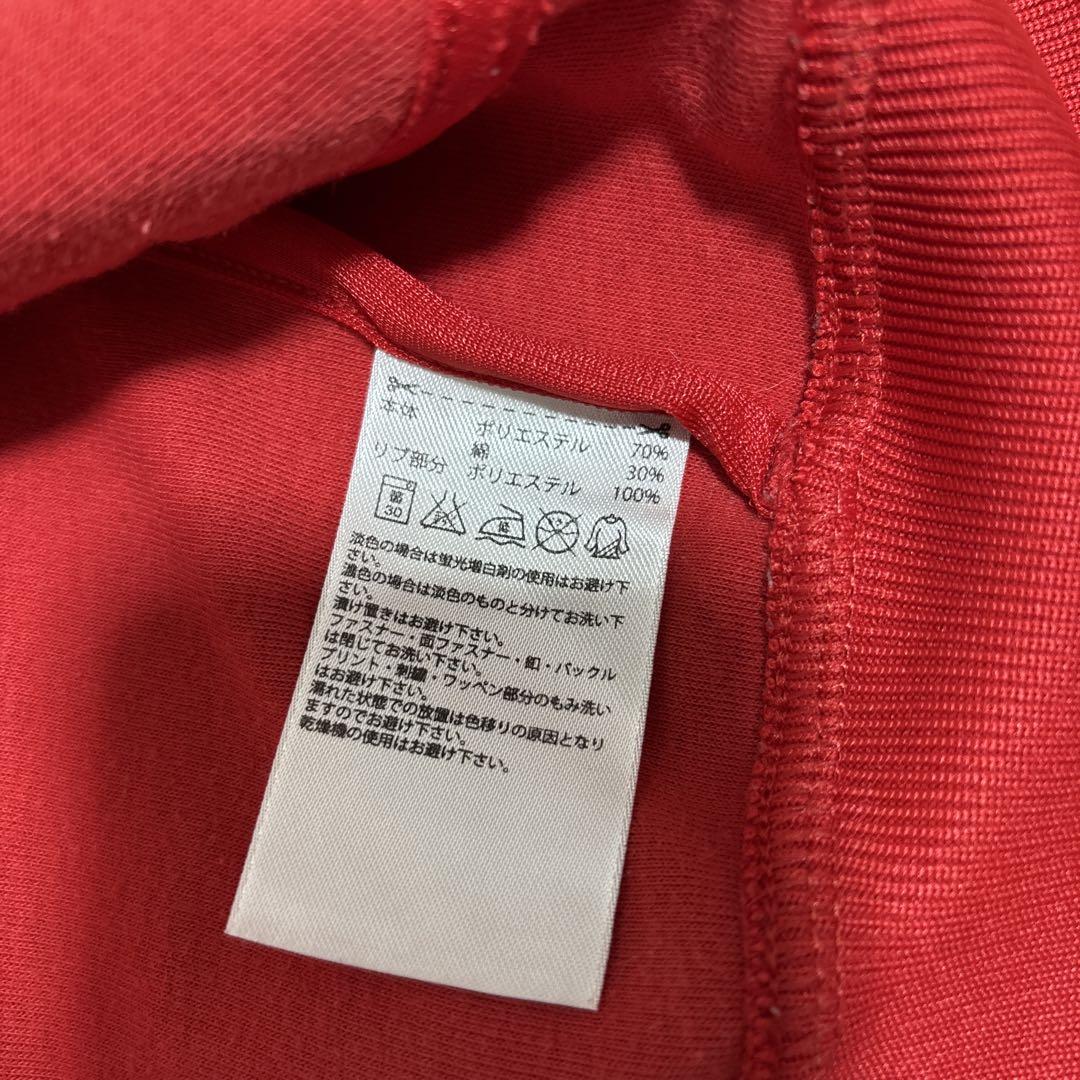 本体 ポリエステル 70%
綿 30%
リブ部分 ポリエステル 100%
弱 30 低
淡色の場合は蛍光増白剤の使用はお避け下
さい。
濃色の場合は淡色のものと分けてお洗い下
さい。
漬け置きはお避け下さい。
ファスナー・面ファスナー・釦・バックル
は閉じてお洗い下さい。
プリント・刺繍・ワッペン部分のもみ洗い
はお避け下さい。
濡れた状態での放置は色移りの原因となり
ますのでお避け下さい。
乾燥機の使用はお避け下さい。